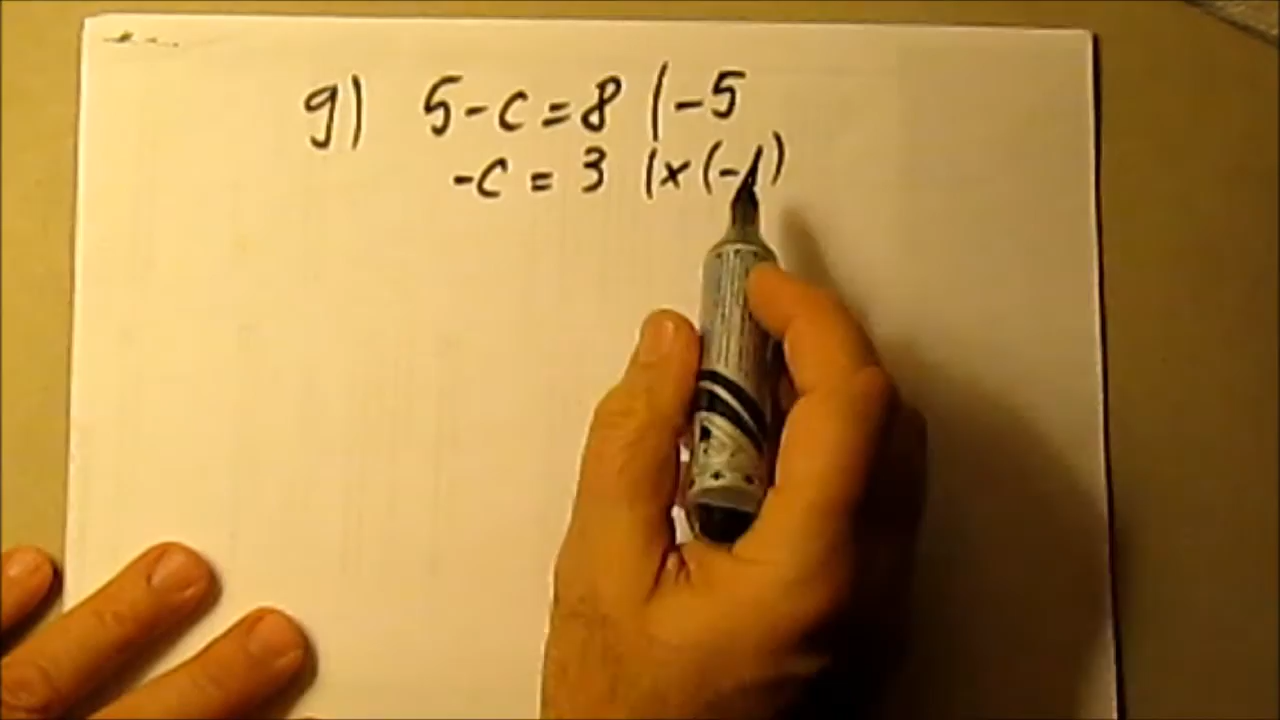 g) 5-c=8 |-5
-c = 3 |x(-1)